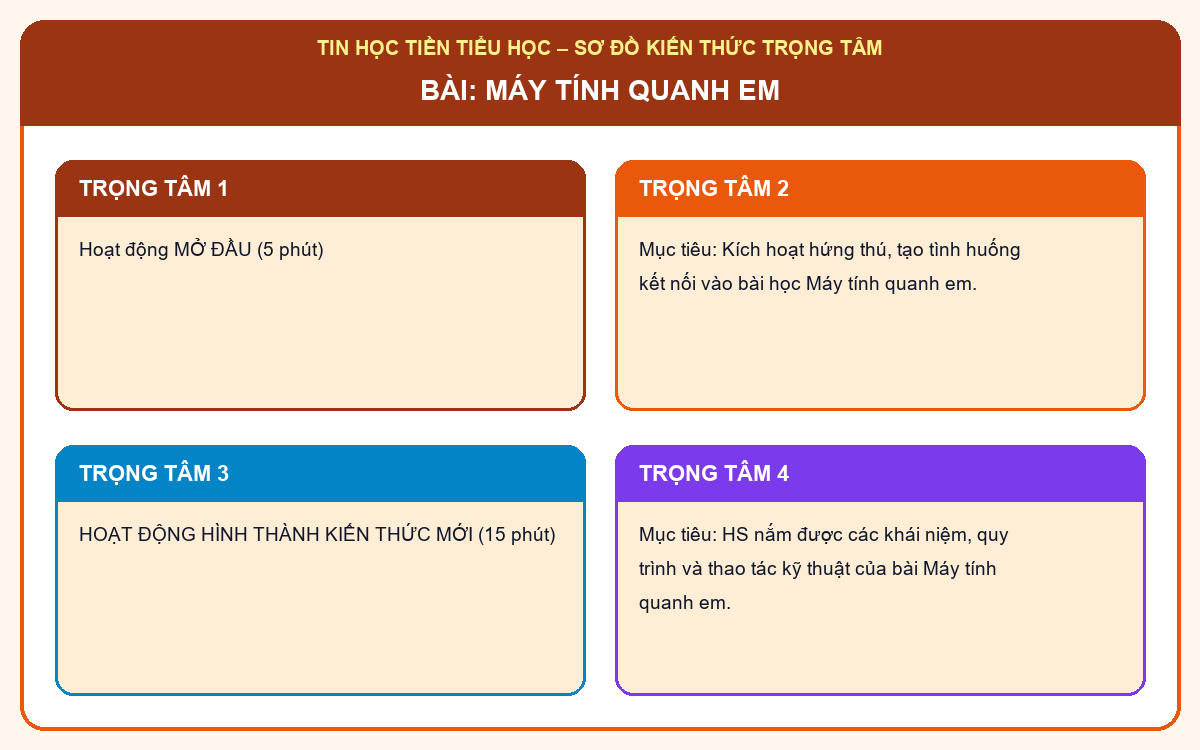 TIN HỌC TIỀN TIỂU HỌC – SƠ ĐỒ KIẾN THỨC TRỌNG TÂM
BÀI: MÁY TÍNH QUANH EM
TRỌNG TÂM 1
Hoạt động MỞ ĐẦU (5 phút)
TRỌNG TÂM 2
Mục tiêu: Kích hoạt hứng thú, tạo tình huống
kết nối vào bài học Máy tính quanh em.
TRỌNG TÂM 3
HOẠT ĐỘNG HÌNH THÀNH KIẾN THỨC MỚI (15 phút)
TRỌNG TÂM 4
Mục tiêu: HS nắm được các khái niệm, quy
trình và thao tác kỹ thuật của bài Máy tính
quanh em.